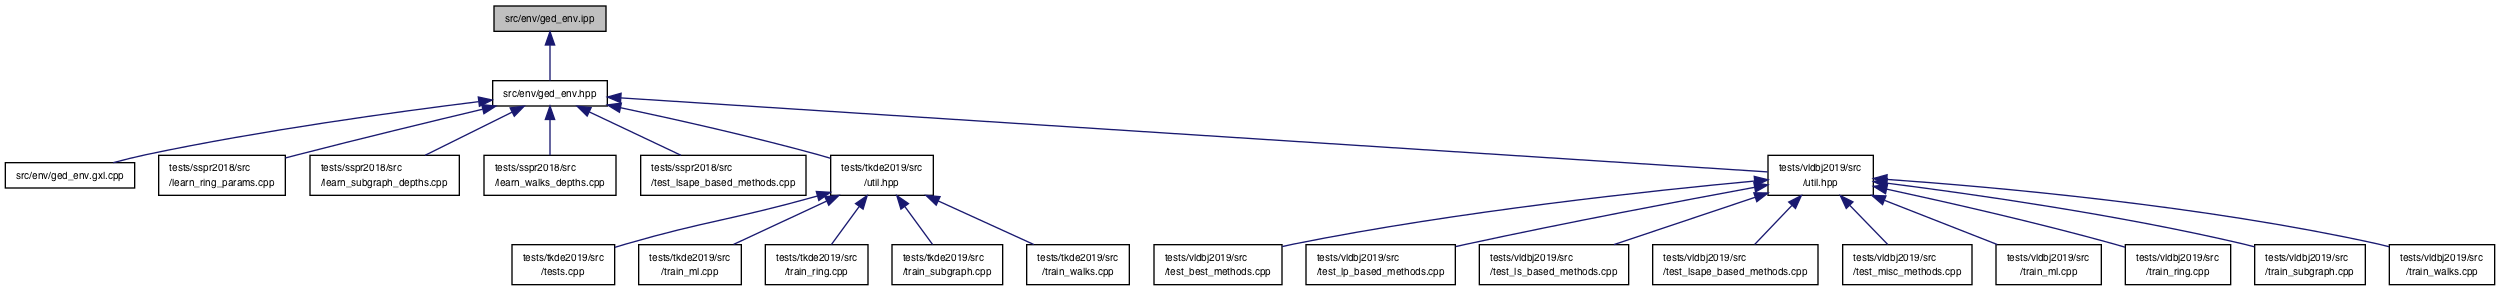 src/env/ged_env.ipp
src/env/ged_env.hpp
src/env/ged_env.gxl.cpp
tests/sspr2018/src
/learn_ring_params.cpp
tests/sspr2018/src
/learn_subgraph_depths.cpp
tests/sspr2018/src
/learn_walks_depths.cpp
tests/sspr2018/src
/test_lsape_based_methods.cpp
tests/tkde2019/src
/util.hpp
tests/vldbj2019/src
/util.hpp
tests/tkde2019/src
/tests.cpp
tests/tkde2019/src
/train_ml.cpp
tests/tkde2019/src
/train_ring.cpp
tests/tkde2019/src
/train_subgraph.cpp
tests/tkde2019/src
/train_walks.cpp
tests/vldbj2019/src
/test_best_methods.cpp
tests/vldbj2019/src
/test_lp_based_methods.cpp
tests/vldbj2019/src
/test_ls_based_methods.cpp
tests/vldbj2019/src
/test_lsape_based_methods.cpp
tests/vldbj2019/src
/test_misc_methods.cpp
tests/vldbj2019/src
/train_ml.cpp
tests/vldbj2019/src
/train_ring.cpp
tests/vldbj2019/src
/train_subgraph.cpp
tests/vldbj2019/src
/train_walks.cpp